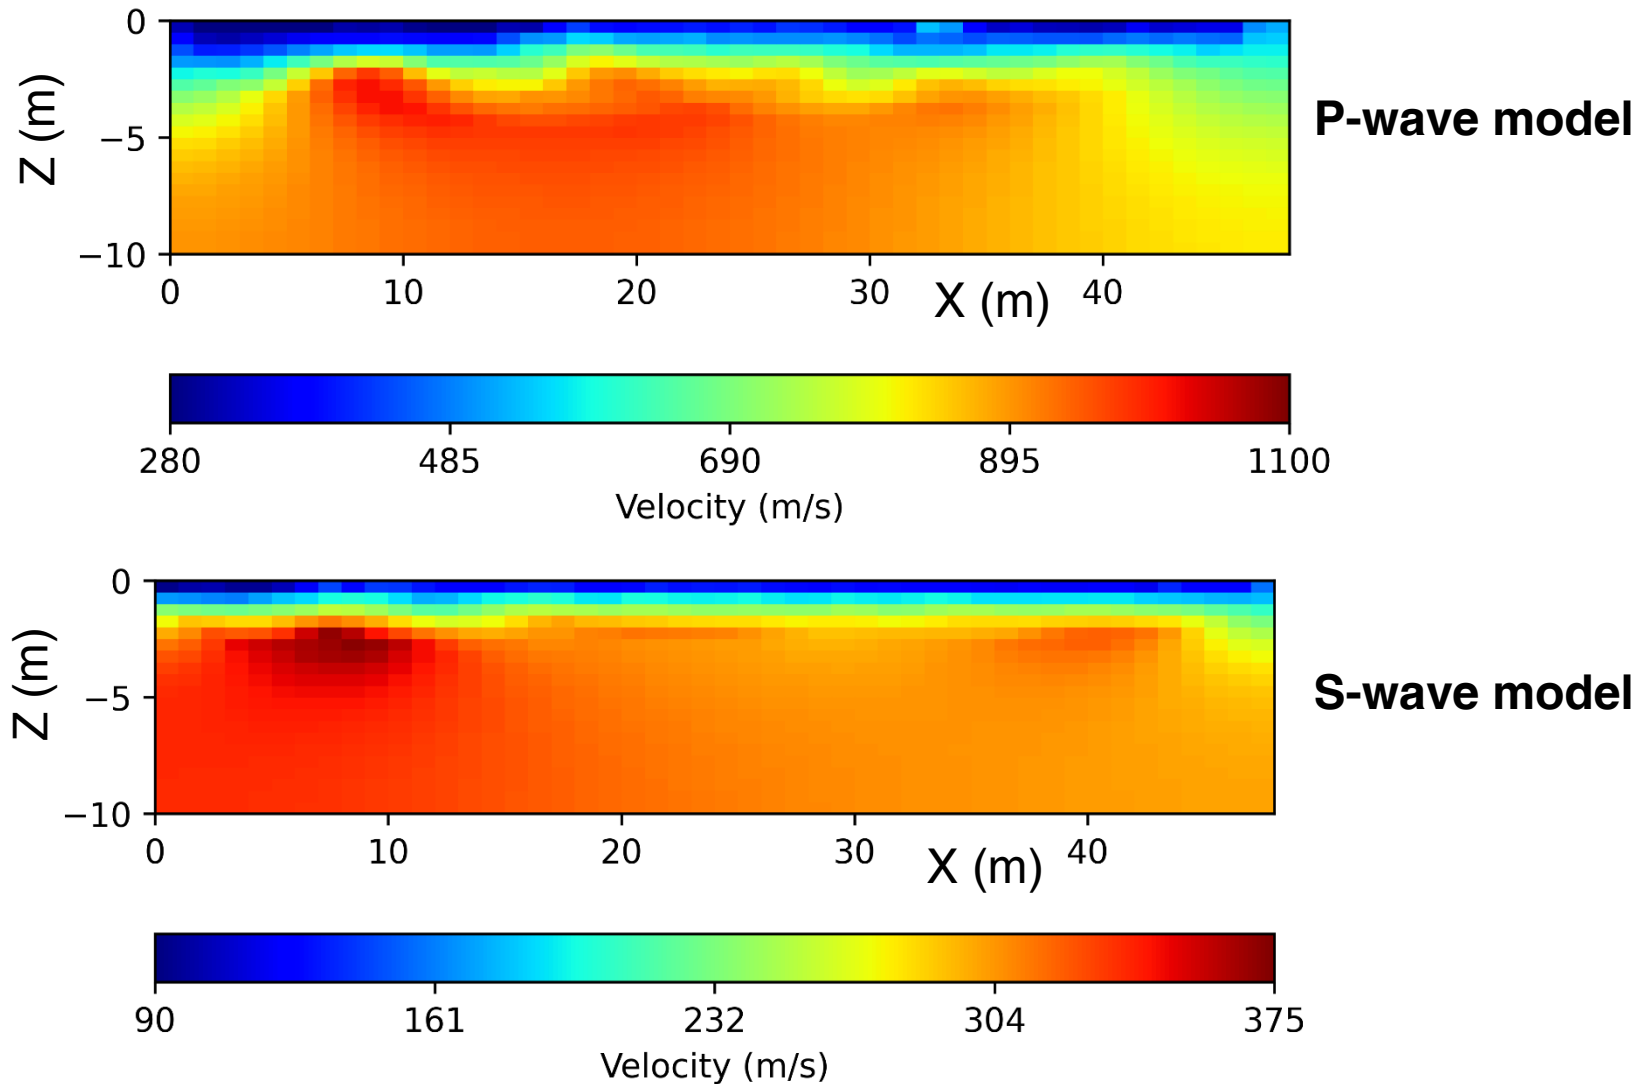 0
−5
−10
Z (m)
P-wave model
0 10 20 30 X (m) 40
280 485 690 895 1100
Velocity (m/s)
0
−5
−10
Z (m)
S-wave model
0 10 20 30 X (m) 40
90 161 232 304 375
Velocity (m/s)